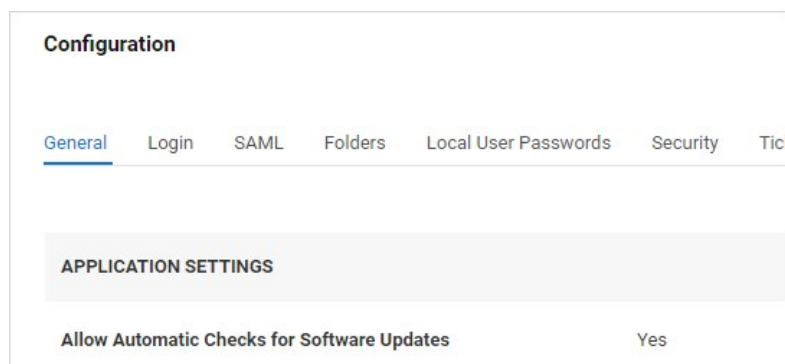 Configuration
General Login SAML Folders Local User Passwords Security
APPLICATION SETTINGS
Allow Automatic Checks for Software Updates Yes